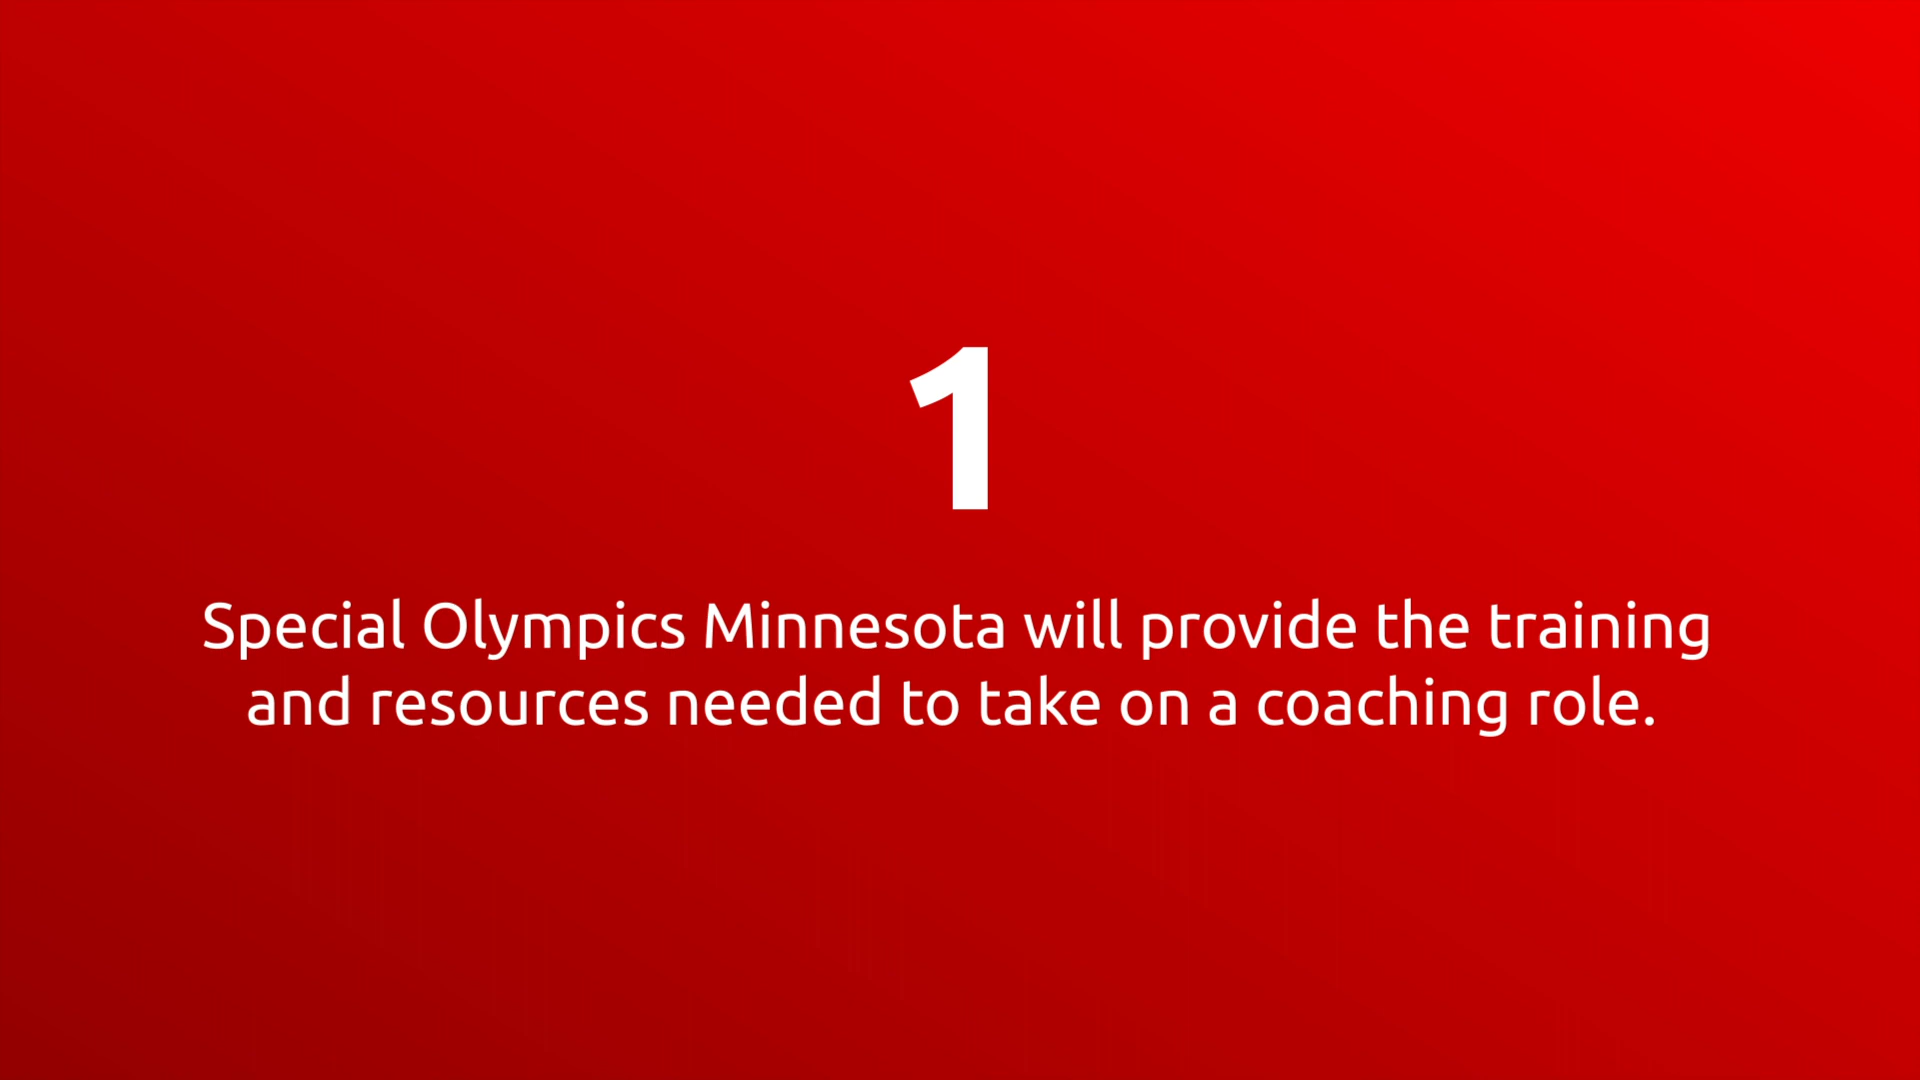 1
Special Olympics Minnesota will provide the training
and resources needed to take on a coaching role.